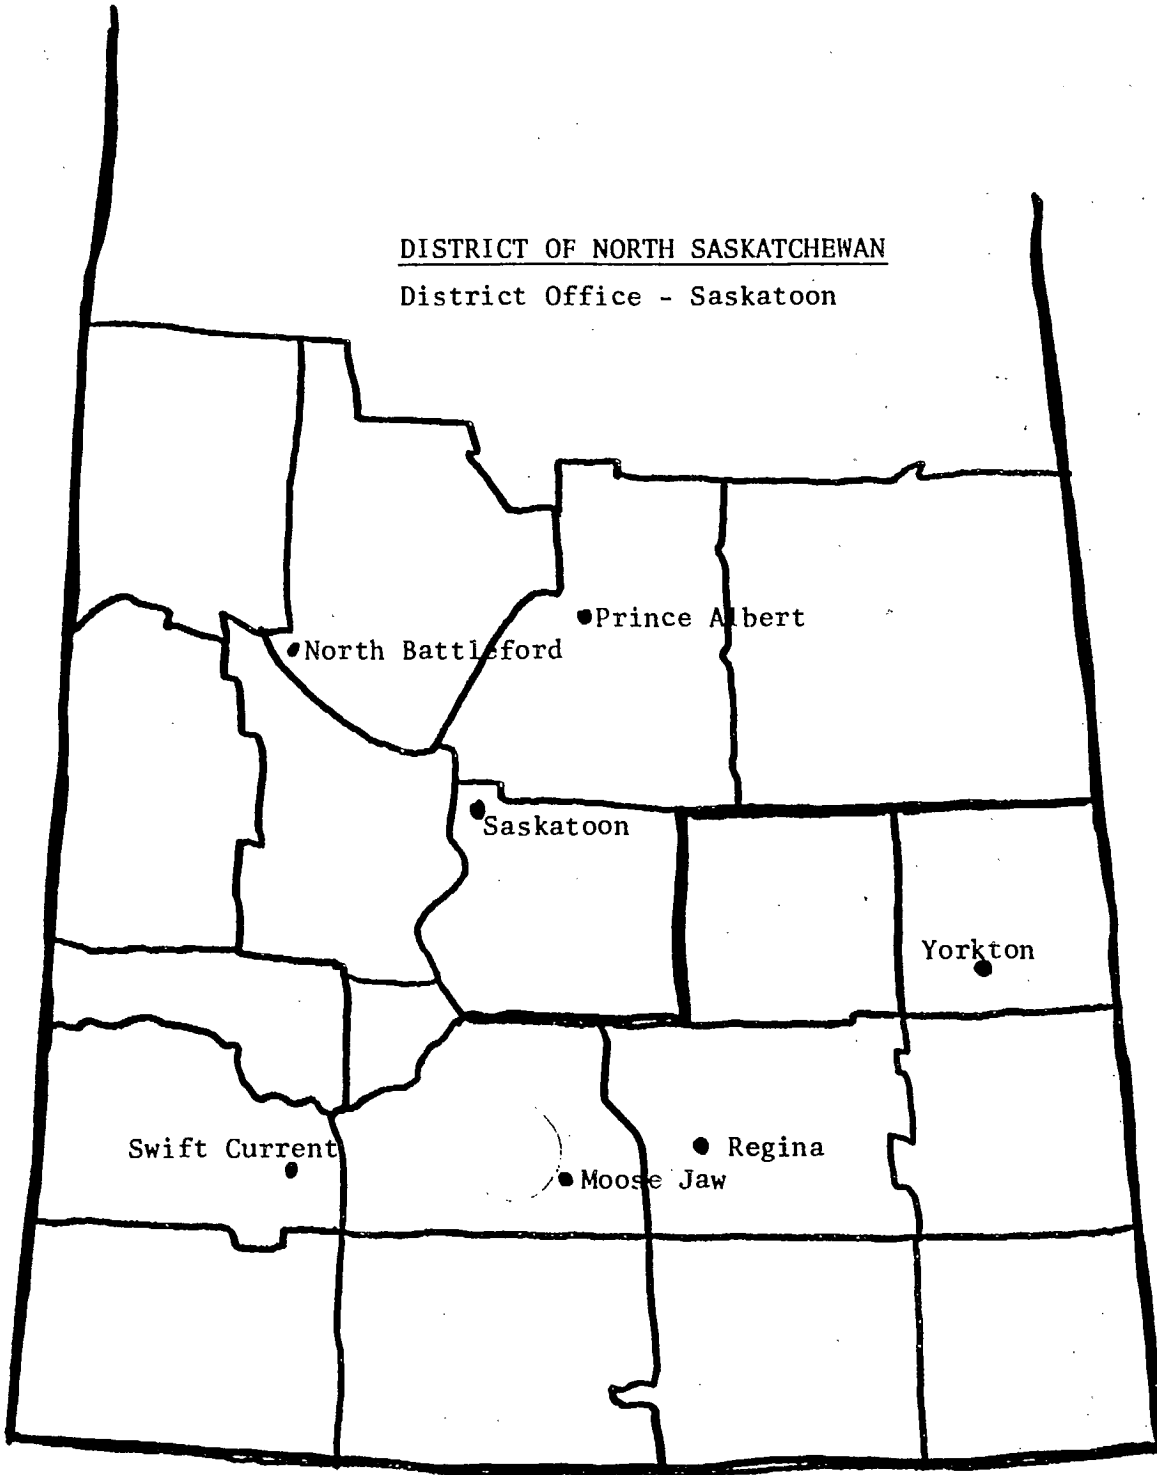 DISTRICT OF NORTH SASKATCHEWAN
District Office - Saskatoon
Prince Albert
North Battleford
Saskatoon
Yorkton
Swift Current
Regina
Moose Jaw